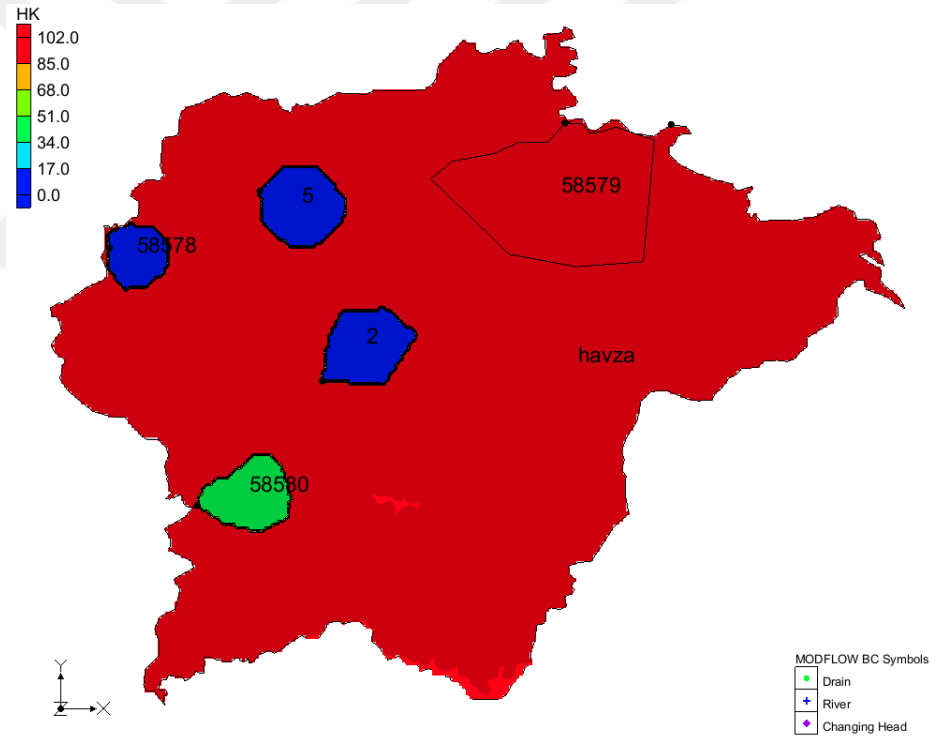 HK
102.0
85.0
68.0
51.0
34.0
17.0
0.0
58579
5
58578
2
havza
58580
Y
Z
X
MODFLOW BC Symbols
Drain
River
Changing Head